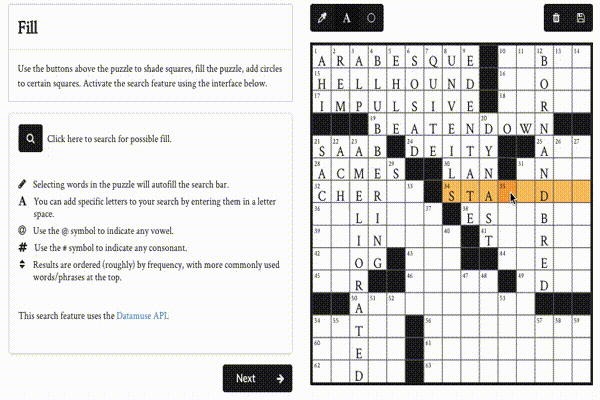 Fill
Use the buttons above the puzzle to shade squares, fill the puzzle, add circles
to certain squares. Activate the search feature using the interface below.
Click here to search for possible fill.
Selecting words in the puzzle will autofill the search bar.
A You can add specific letters to your search by entering them in a letter
space.
@ Use the @ symbol to indicate any vowel.
# Use the # symbol to indicate any consonant.
Results are ordered (roughly) by frequency, with more commonly used
words/phrases at the top.
This search feature uses the Datamuse API.
Next
A
1 2 3 4 5 6 7 8 9 10 11 12 13 14
A R A B E S Q U E B
15 16
H E L L H O U N D O
17 18
I M P U L S I V E R
19 20
B E A T E N D O W N
21 22 23 24 25 26 27
S A B D E I T Y A
28 29 30 31
A C M E S L A N N
32 33 34 35
C H E R S T A D
36 37 38
L I E S B
39 40 41
I N T R
42 43 44
O G E
45 46 47 48 49
R D
50 51 52 53
A
54 55 56 57 58 59
T
60 61
E
62 63
D